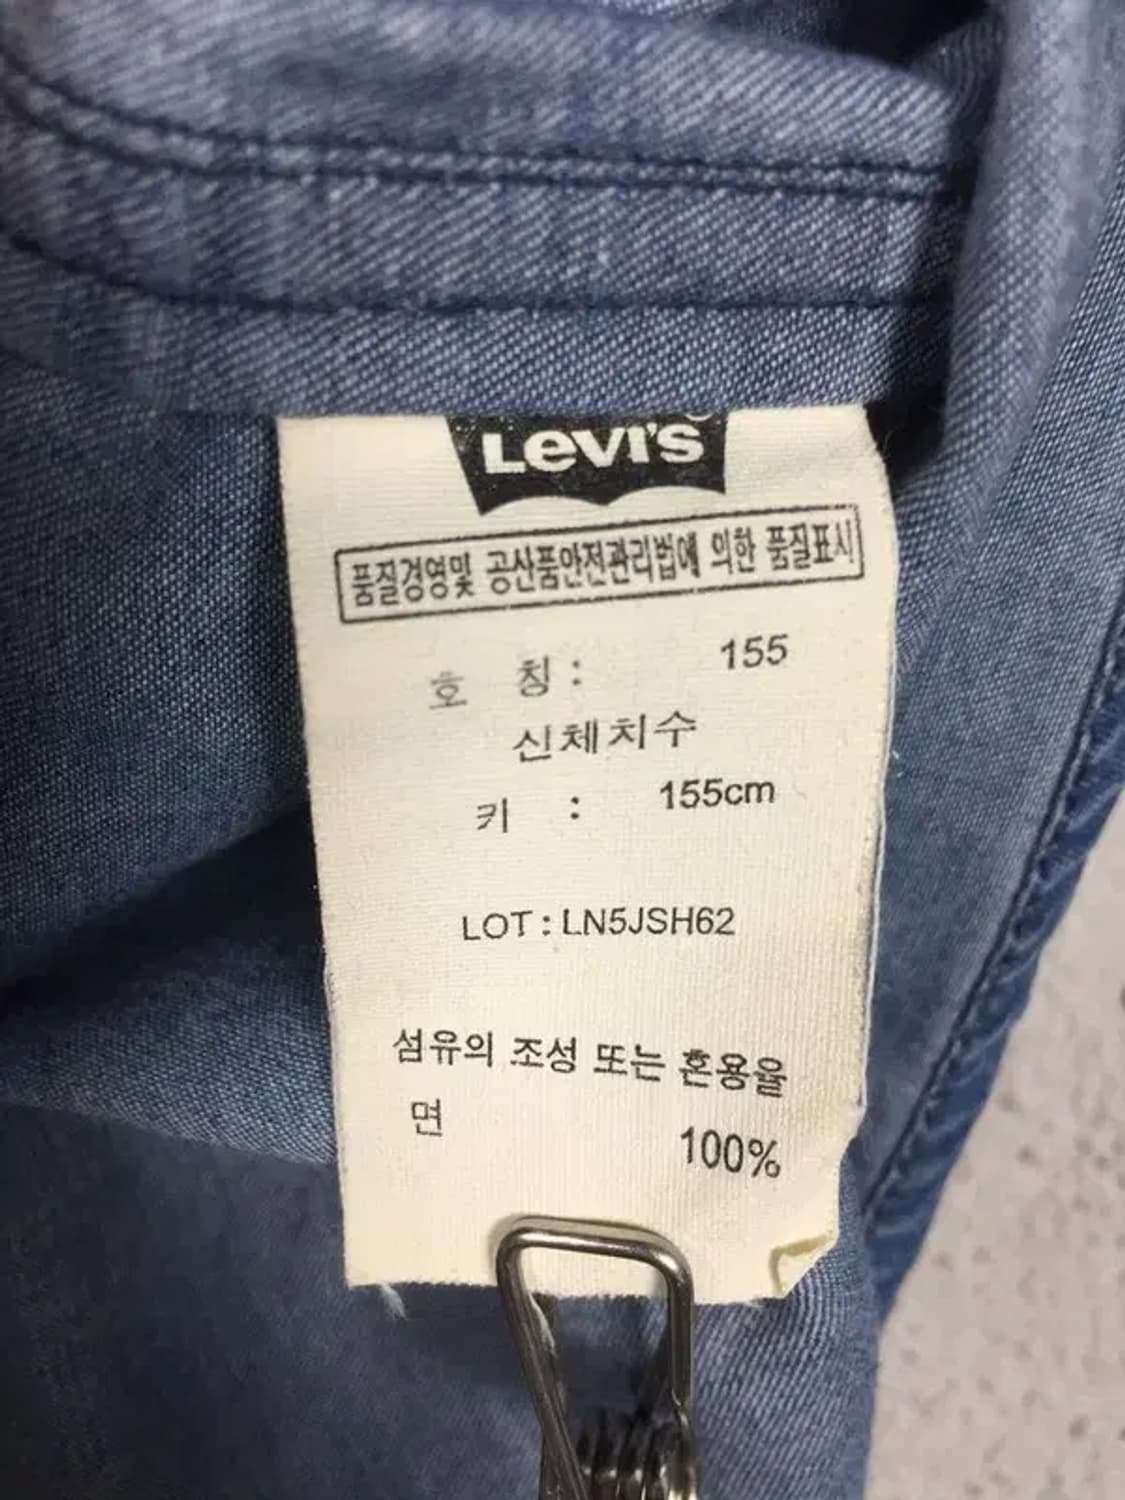 Levi's
품질경영및 공산품안전관리법에 의한 품질표시
호 칭 : 155
신체치수
키 : 155cm
LOT : LN5JSH62
섬유의 조성 또는 혼용율
면 100%